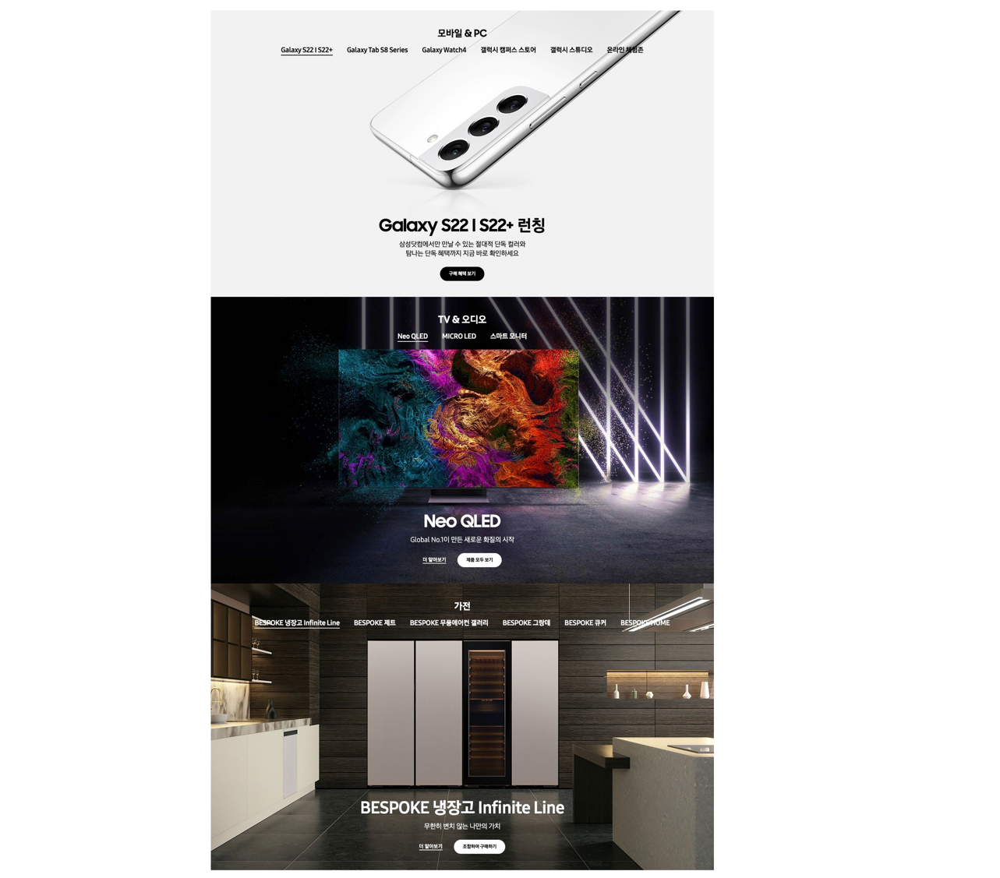 모바일 & PC
Galaxy S22 I S22+ Galaxy Tab S8 Series Galaxy Watch4 갤럭시 캠퍼스 스토어 갤럭시 스튜디오 온라인 체험존
Galaxy S22 I S22+ 런칭
삼성닷컴에서만 만날 수 있는 절대적 단독 컬러와
탐나는 단독 혜택까지 지금 바로 확인하세요
구매 혜택 보기
TV & 오디오
Neo QLED MICRO LED 스마트 모니터
Neo QLED
Global No.1이 만든 새로운 화질의 시작
더 알아보기 제품 모두 보기
가전
BESPOKE 냉장고 Infinite Line BESPOKE 제트 BESPOKE 무풍에어컨 갤러리 BESPOKE 그랑데 BESPOKE 큐커 BESPOKE HOME
BESPOKE 냉장고 Infinite Line
무한히 변치 않는 나만의 가치
더 알아보기 조합하여 구매하기